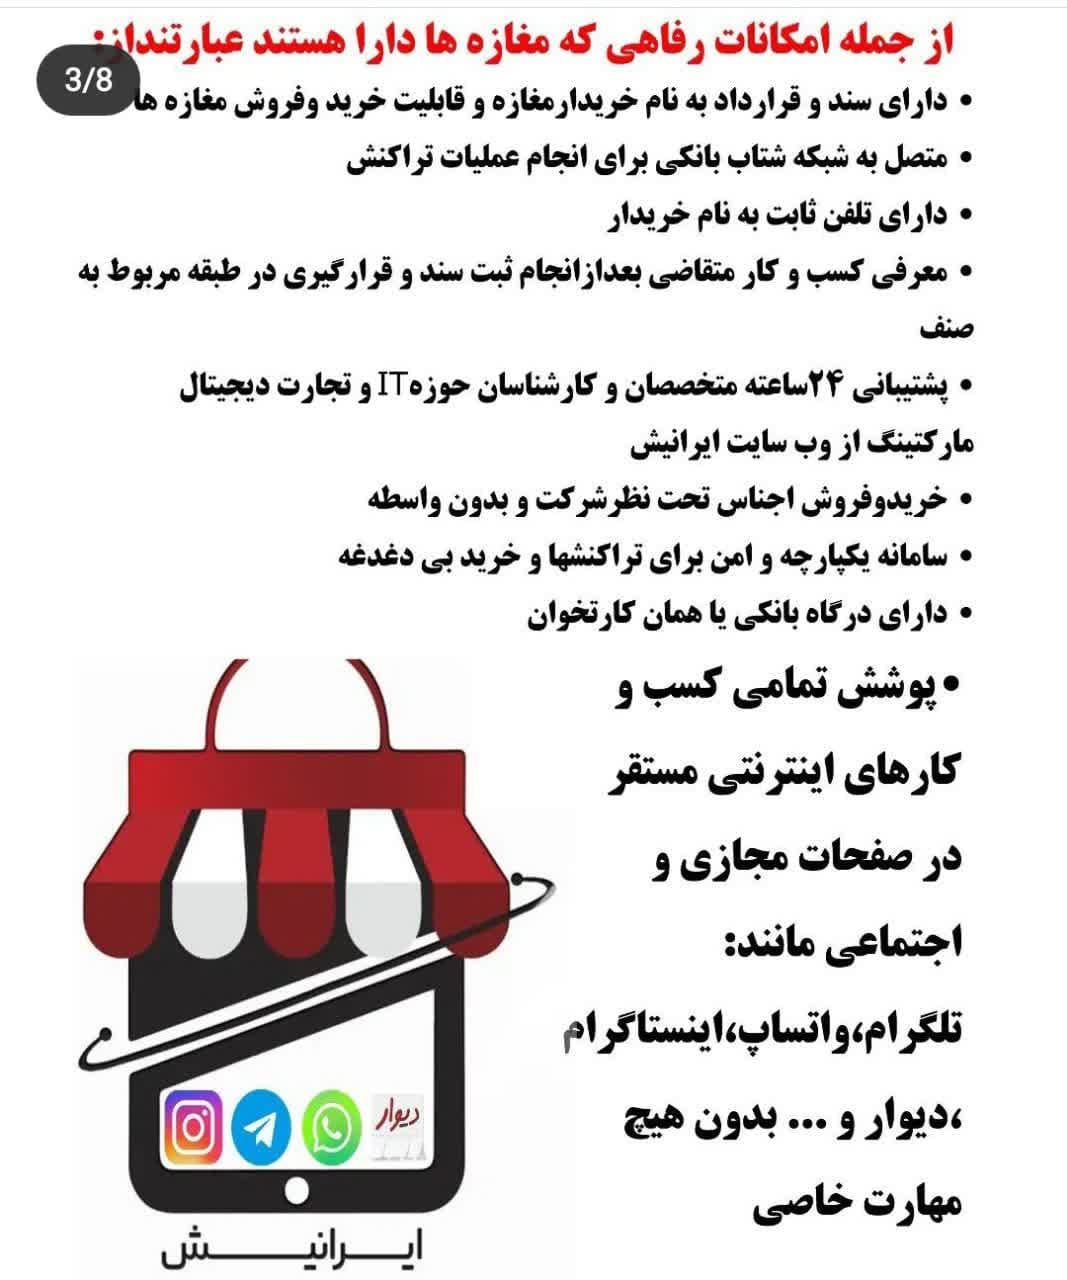 از جمله امکانات رفاهی که مغازه ها دارا هستند عبارتنداز:
3/8
• دارای سند و قرارداد به نام خریدارمغازه و قابلیت خرید وفروش مغازه ها
• متصل به شبکه شتاب بانکی برای انجام عملیات تراکنش
• دارای تلفن ثابت به نام خریدار
• معرفی کسب و کار متقاضی بعدازانجام ثبت سند و قرارگیری در طبقه مربوط به
صنف
• پشتیبانی ۲۴ساعته متخصصان و کارشناسان حوزهIT و تجارت دیجیتال
مارکتینگ از وب سایت ایرانیش
• خریدوفروش اجناس تحت نظرشرکت و بدون واسطه
• سامانه یکپارچه و امن برای تراکنشها و خرید بی دغدغه
• دارای درگاه بانکی یا همان کارتخوان
• پوشش تمامی کسب و
کارهای اینترنتی مستقر
در صفحات مجازی و
اجتماعی مانند:
تلگرام،واتساپ،اینستاگرام
،دیوار و ... بدون هیچ
مهارت خاصی
دیوار
ایرانیش